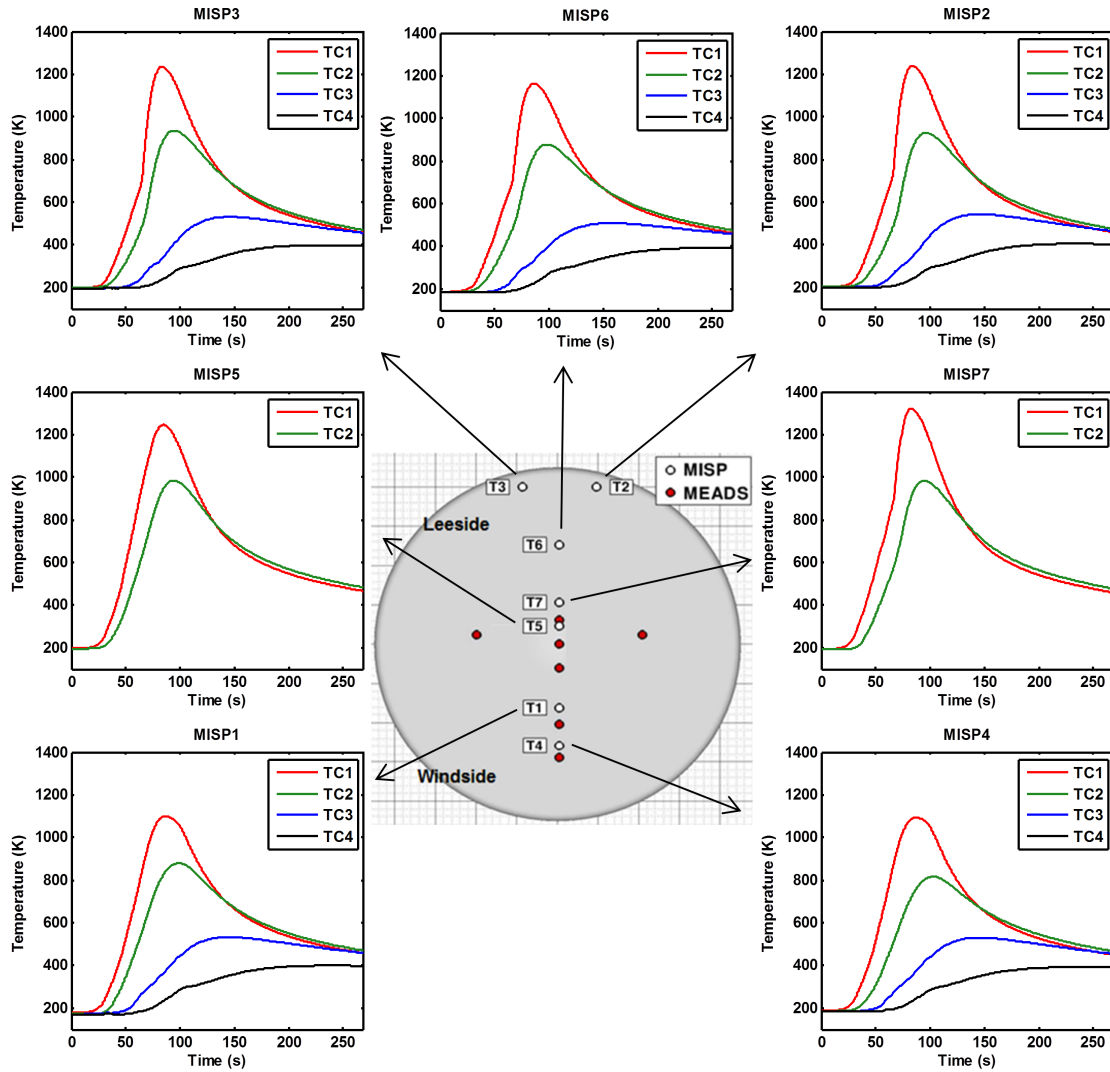 MISP3
1400
1200
1000
800
600
400
200
0 50 100 150 200 250
Temperature (K)
Time (s)
TC1
TC2
TC3
TC4
MISP6
1400
1200
1000
800
600
400
200
0 50 100 150 200 250
Temperature (K)
Time (s)
TC1
TC2
TC3
TC4
MISP2
1400
1200
1000
800
600
400
200
0 50 100 150 200 250
Temperature (K)
Time (s)
TC1
TC2
TC3
TC4
MISP5
1400
1200
1000
800
600
400
200
0 50 100 150 200 250
Temperature (K)
Time (s)
TC1
TC2
MISP
MEADS
T3
T2
Leeside
T6
T7
T5
T1
T4
Windside
MISP7
1400
1200
1000
800
600
400
200
0 50 100 150 200 250
Temperature (K)
Time (s)
TC1
TC2
MISP1
1400
1200
1000
800
600
400
200
0 50 100 150 200 250
Temperature (K)
Time (s)
TC1
TC2
TC3
TC4
MISP4
1400
1200
1000
800
600
400
200
0 50 100 150 200 250
Temperature (K)
Time (s)
TC1
TC2
TC3
TC4